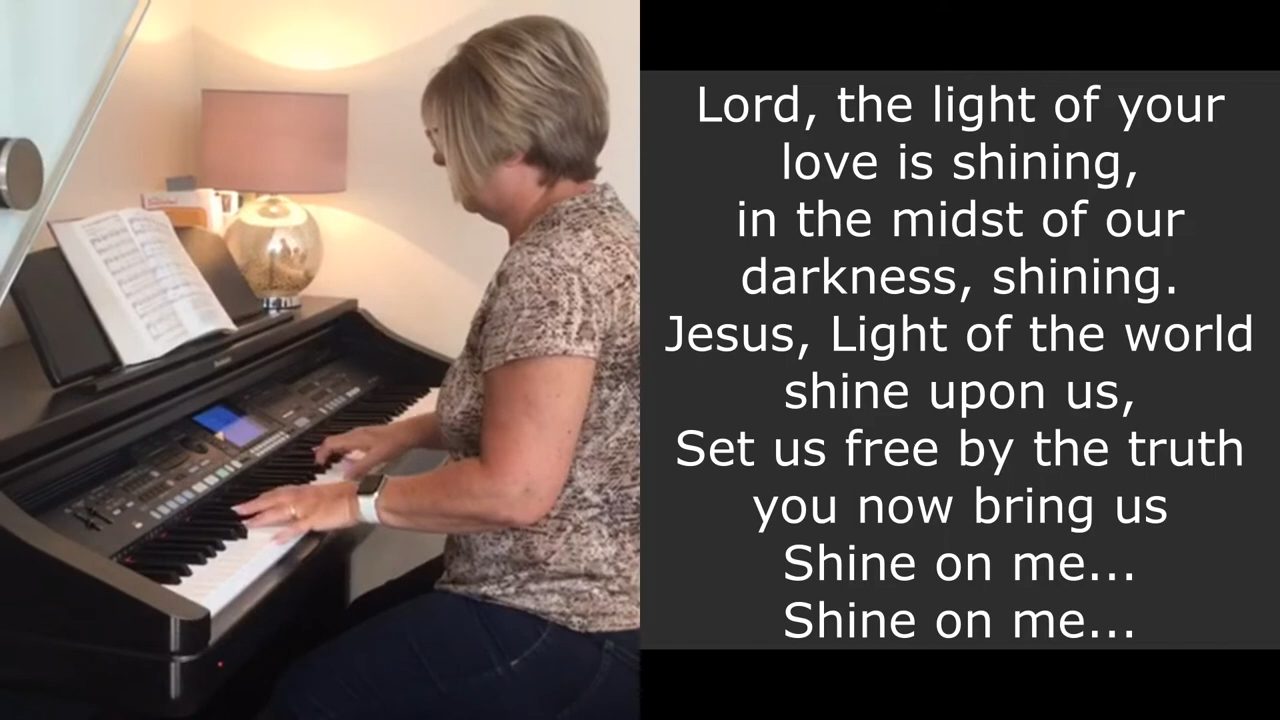 Lord, the light of your
love is shining,
in the midst of our
darkness, shining.
Jesus, Light of the world
shine upon us,
Set us free by the truth
you now bring us
Shine on me...
Shine on me...